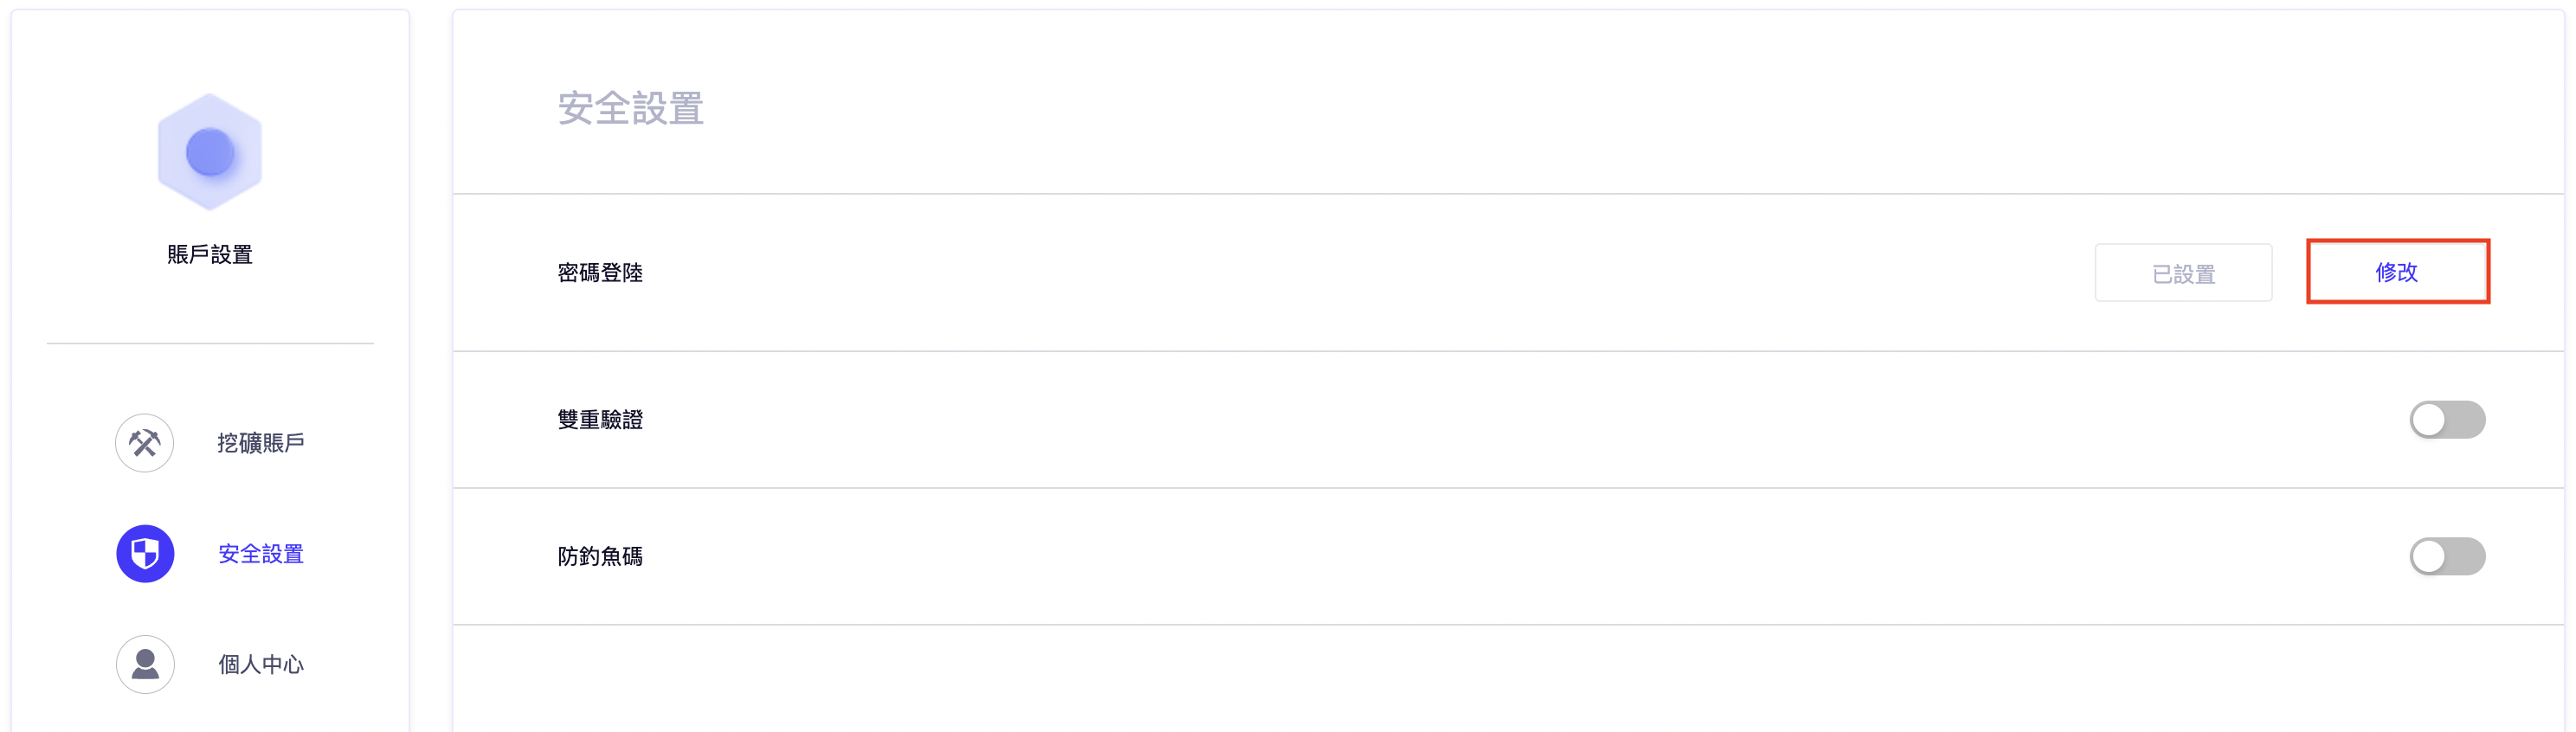 賬戶設置
挖礦賬戶
安全設置
個人中心
安全設置
密碼登陸
已設置
修改
雙重驗證
防釣魚碼